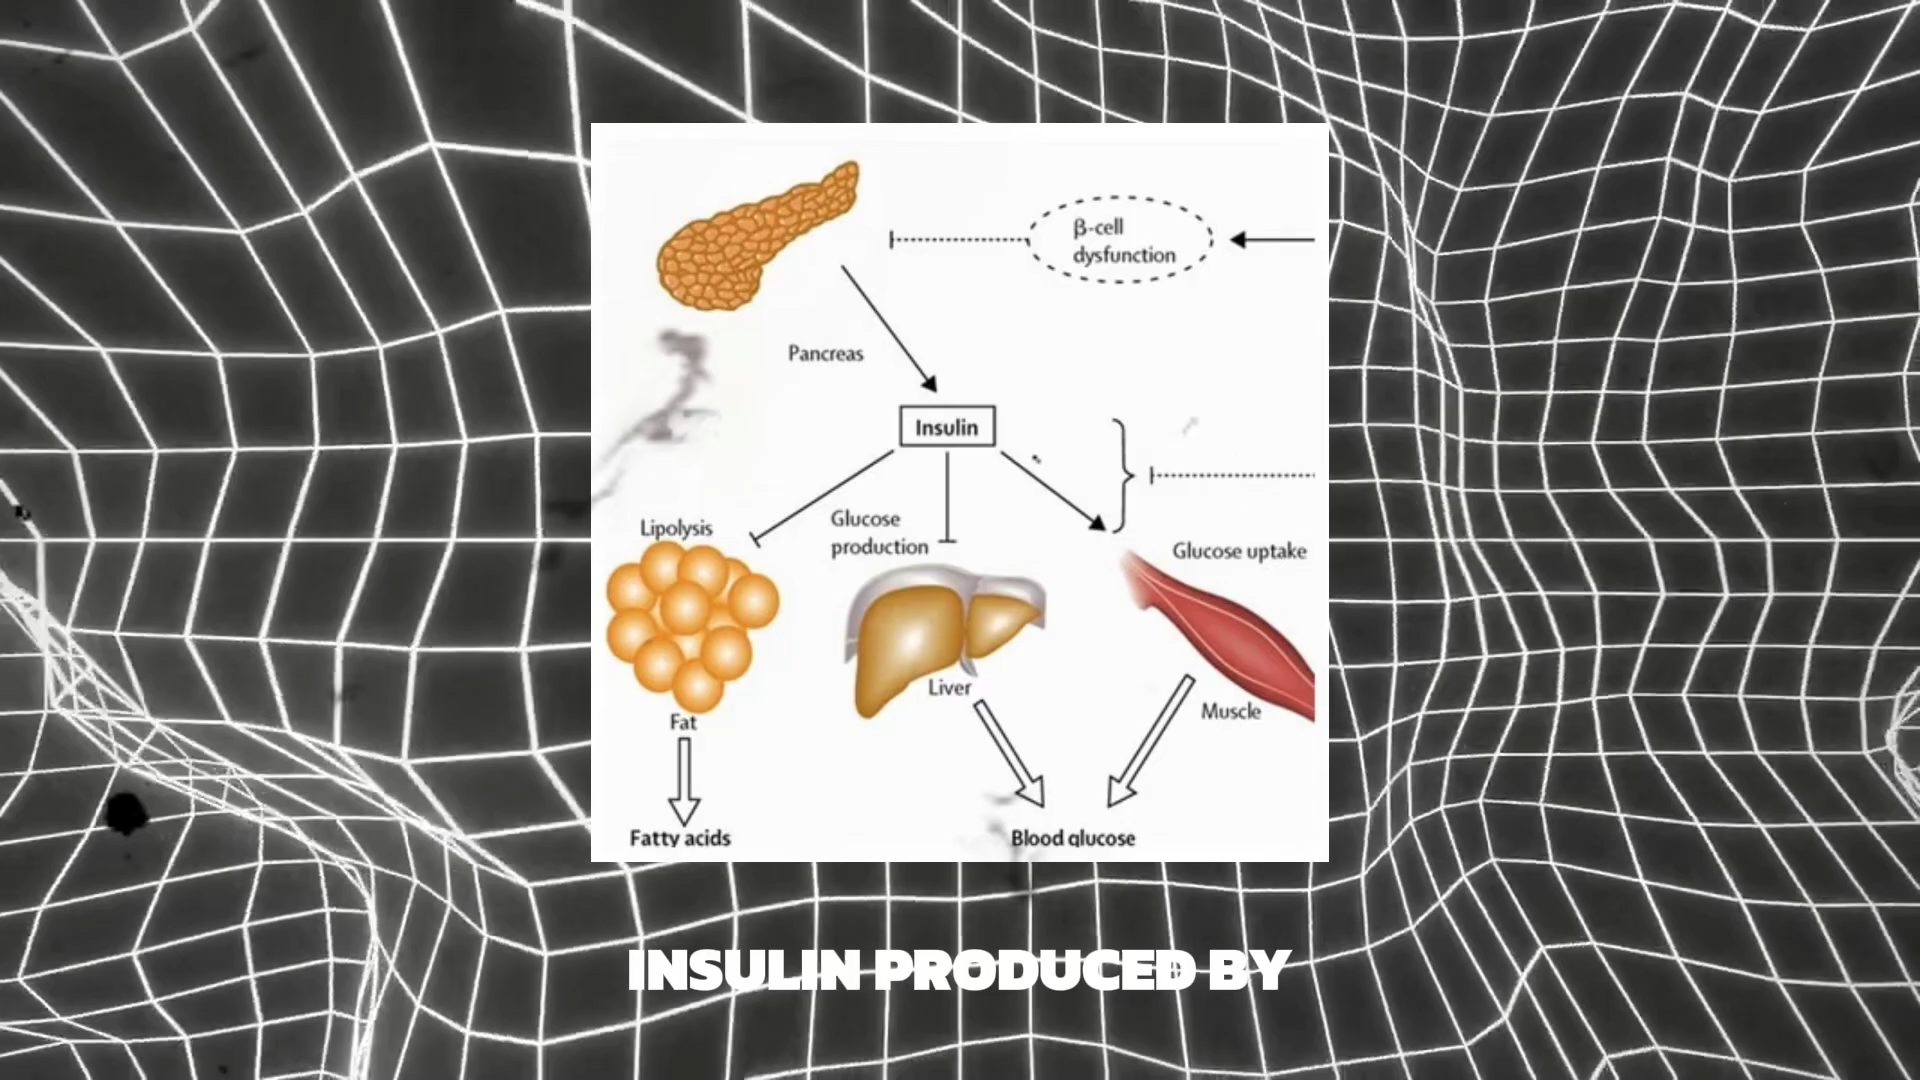 β-cell
dysfunction
Pancreas
Insulin
Lipolysis
Glucose
production
Glucose uptake
Liver
Muscle
Fat
Fatty acids
Blood glucose
INSULIN PRODUCED BY